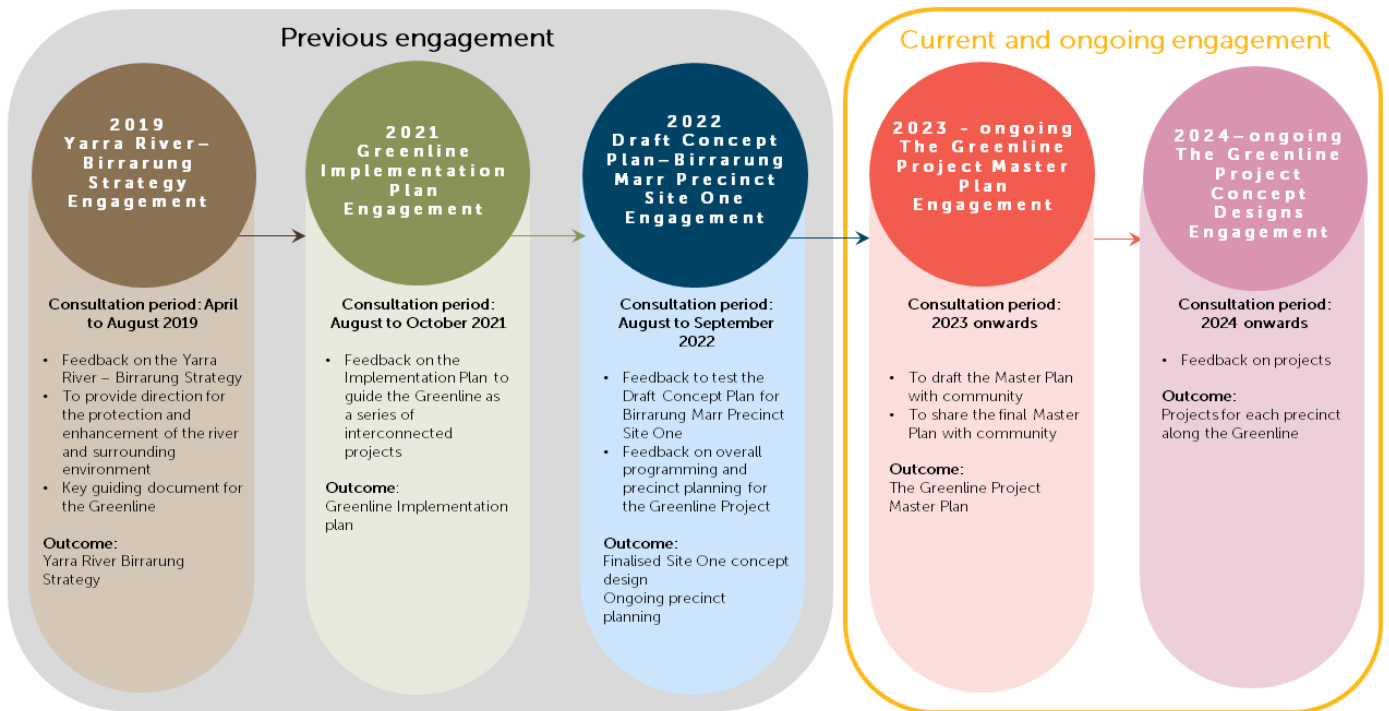 Previous engagement
2019
Yarra River–
Birrarung
Strategy
Engagement
Consultation period: April
to August 2019
• Feedback on the Yarra
River – Birrarung Strategy
• To provide direction for
the protection and
enhancement of the river
and surrounding
environment
• Key guiding document for
the Greenline
Outcome:
Yarra River Birrarung
Strategy
2021
Greenline
Implementation
Plan
Engagement
Consultation period:
August to October 2021
• Feedback on the
Implementation Plan to
guide the Greenline as
a series of
interconnected
projects
Outcome:
Greenline Implementation
plan
2022
Draft Concept
Plan–Birrarung
Marr Precinct
Site One
Engagement
Consultation period:
August to September
2022
• Feedback to test the
Draft Concept Plan for
Birrarung Marr Precinct
Site One
• Feedback on overall
programming and
precinct planning for
the Greenline Project
Outcome:
Finalised Site One concept
design
Ongoing precinct
planning
Current and ongoing engagement
2023 - ongoing
The Greenline
Project Master
Plan
Engagement
Consultation period:
2023 onwards
• To draft the Master Plan
with community
• To share the final Master
Plan with community
Outcome:
The Greenline Project
Master Plan
2024–ongoing
The Greenline
Project
Concept
Designs
Engagement
Consultation period:
2024 onwards
• Feedback on projects
Outcome:
Projects for each precinct
along the Greenline